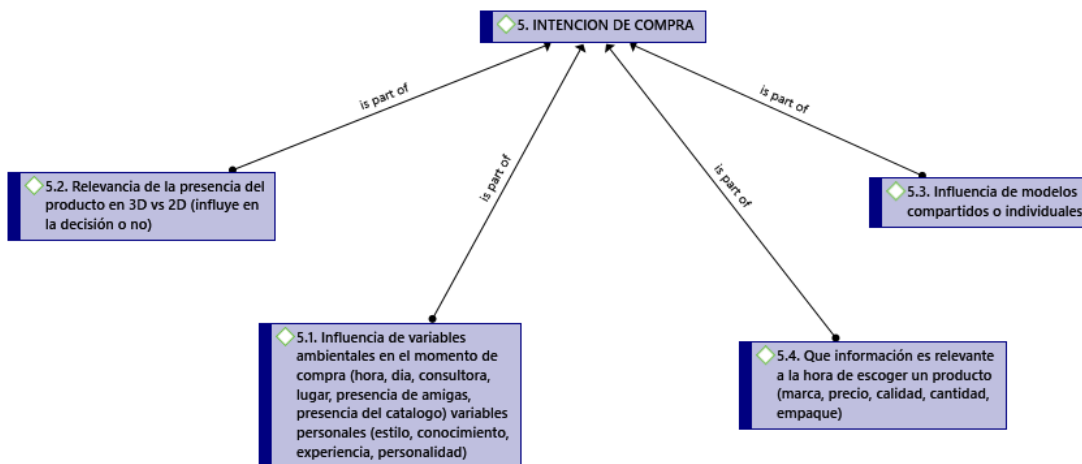 5. INTENCION DE COMPRA
is part of
is part of
is part of
is part of
5.2. Relevancia de la presencia del
producto en 3D vs 2D (influye en
la decisión o no)
5.3. Influencia de modelos
compartidos o individuales
5.1. Influencia de variables
ambientales en el momento de
compra (hora, dia, consultora,
lugar, presencia de amigas,
presencia del catalogo) variables
personales (estilo, conocimiento,
experiencia, personalidad)
5.4. Que información es relevante
a la hora de escoger un producto
(marca, precio, calidad, cantidad,
empaque)